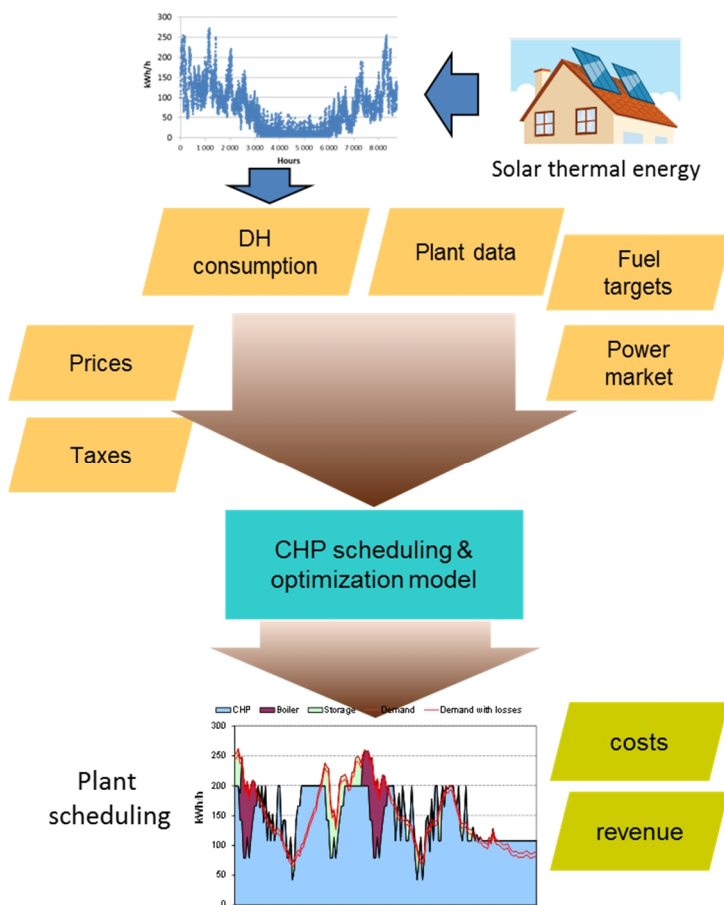 300
250
200
150
100
50
0
kWh/h
0 1 000 2 000 3 000 4 000 5 000 6 000 7 000 8 000
Hours
Solar thermal energy
DH
consumption
Plant data
Fuel
targets
Prices
Power
market
Taxes
CHP scheduling &
optimization model
CHP Boiler Storage Demand Demand with losses
300
250
200
150
100
50
0
kWh.h
Plant
scheduling
costs
revenue